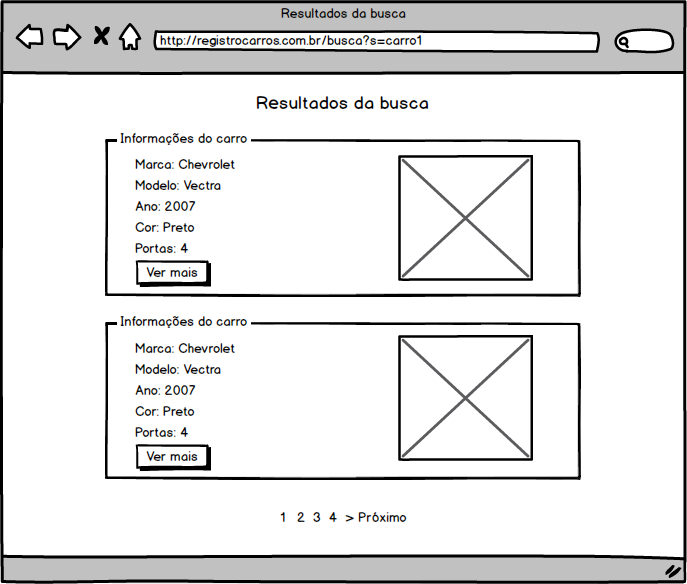 Resultados da busca
http://registrocarros.com.br/busca?s=carro1
Resultados da busca
Informações do carro
Marca: Chevrolet
Modelo: Vectra
Ano: 2007
Cor: Preto
Portas: 4
Ver mais
Informações do carro
Marca: Chevrolet
Modelo: Vectra
Ano: 2007
Cor: Preto
Portas: 4
Ver mais
1 2 3 4 > Próximo